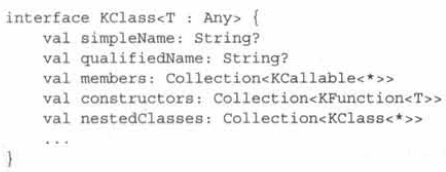 interface KClass<T : Any> {
    val simpleName: String?
    val qualifiedName: String?
    val members: Collection<KCallable<*>>
    val constructors: Collection<KFunction<T>>
    val nestedClasses: Collection<KClass<*>>
    ...
}